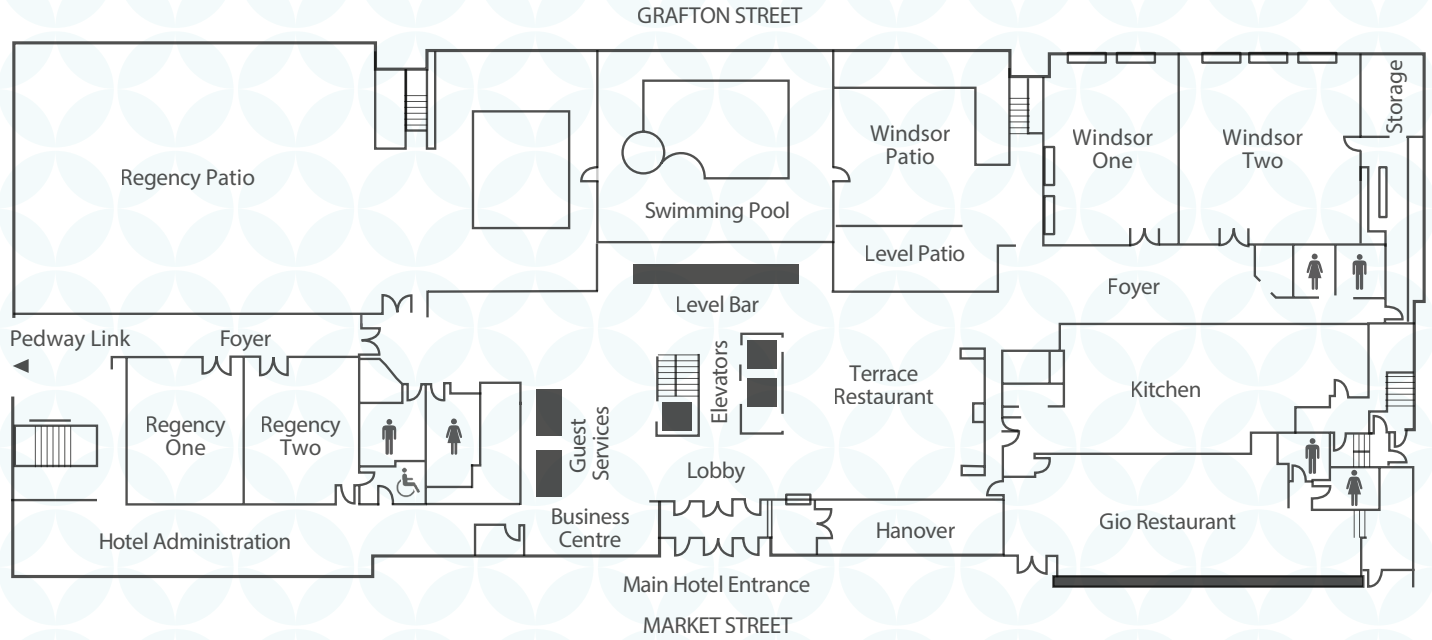 GRAFTON STREET
Regency Patio
Swimming Pool
Windsor
Patio
Level Patio
Windsor
One
Windsor
Two
Storage
Level Bar
Foyer
Pedway Link
Foyer
Regency
One
Regency
Two
Guest
Services
Elevators
Terrace
Restaurant
Kitchen
Lobby
Hotel Administration
Business
Centre
Hanover
Gio Restaurant
Main Hotel Entrance
MARKET STREET